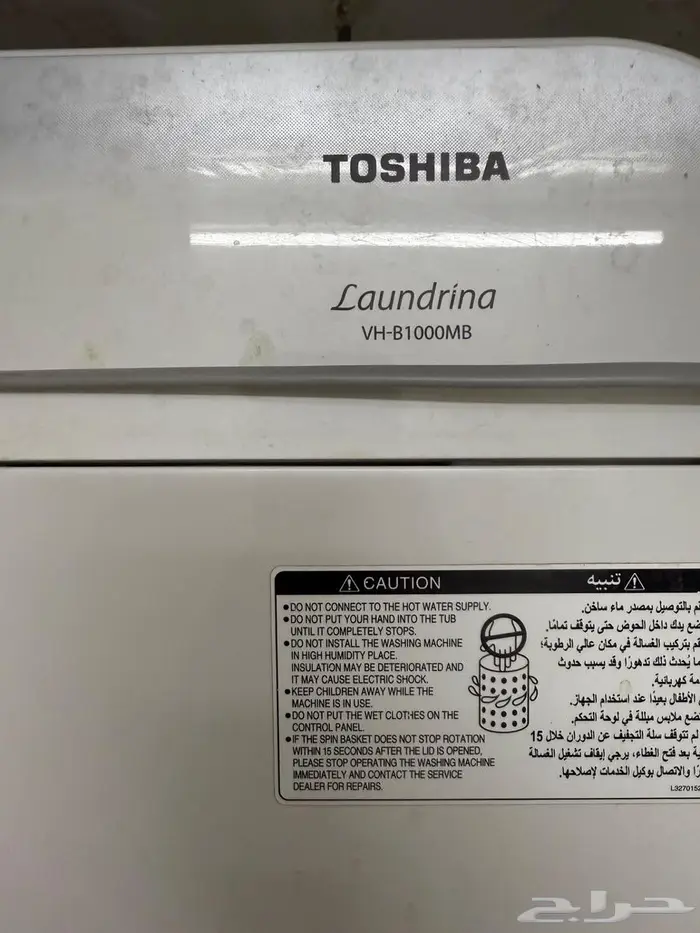 TOSHIBA
Laundrina
VH-B1000MB
CAUTION
●DO NOT CONNECT TO THE HOT WATER SUPPLY.
●DO NOT PUT YOUR HAND INTO THE TUB
UNTIL IT COMPLETELY STOPS.
●DO NOT INSTALL THE WASHING MACHINE
IN HIGH HUMIDITY PLACE.
INSULATION MAY BE DETERIORATED AND
IT MAY CAUSE ELECTRIC SHOCK.
●KEEP CHILDREN AWAY WHILE THE
MACHINE IS IN USE.
●DO NOT PUT THE WET CLOTHES ON THE
CONTROL PANEL.
●IF THE SPIN BASKET DOES NOT STOP ROTATION
WITHIN 15 SECONDS AFTER THE LID IS OPENED,
PLEASE STOP OPERATING THE WASHING MACHINE
IMMEDIATELY AND CONTACT THE SERVICE
DEALER FOR REPAIRS.
تنبيه
بالتوصيل بمصدر ماء ساخن.
يدك داخل الحوض حتى يتوقف تمامًا.
بتركيب الغسالة في مكان عالي الرطوبة؛
يُحدث ذلك تدهورًا وقد يسبب حدوث
كهربائية.
الأطفال بعيدًا عند استخدام الجهاز.
ملابس مبللة في لوحة التحكم.
لم تتوقف سلة التجفيف عن الدوران خلال 15
بعد فتح الغطاء، يرجى إيقاف تشغيل الغسالة
والاتصال بوكيل الخدمات لإصلاحها.
L3270152
حراج